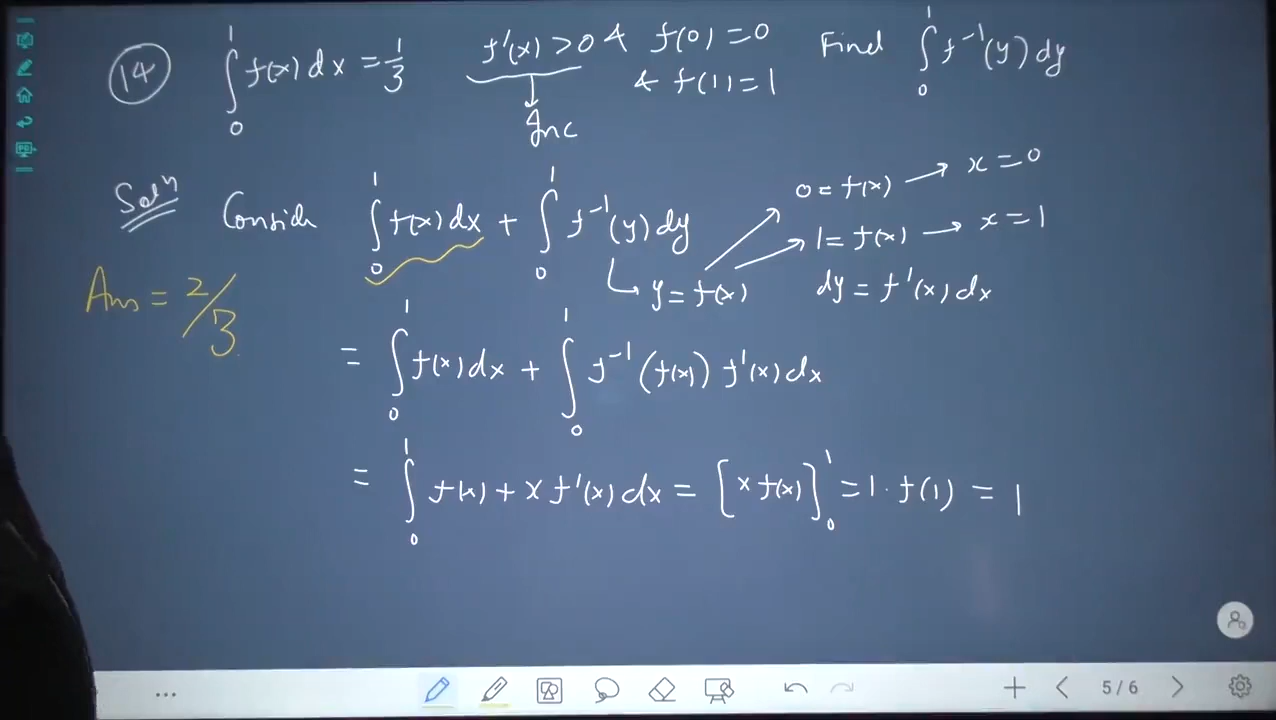 (14) ∫₀¹ f(x) dx = 1/3 f'(x) > 0 & f(0) = 0 Find ∫₀¹ f⁻¹(y) dy
& f(1) = 1
Inc
Solⁿ Conside ∫₀¹ f(x) dx + ∫₀¹ f⁻¹(y) dy 0 = f(x) → x = 0
1 = f(x) → x = 1
y = f(x) dy = f'(x) dx
Ans = 2/3
= ∫₀¹ f(x) dx + ∫₀¹ f⁻¹(f(x)) f'(x) dx
= ∫₀¹ f(x) + x f'(x) dx = [x f(x)]₀¹ = 1. f(1) = 1
5/6